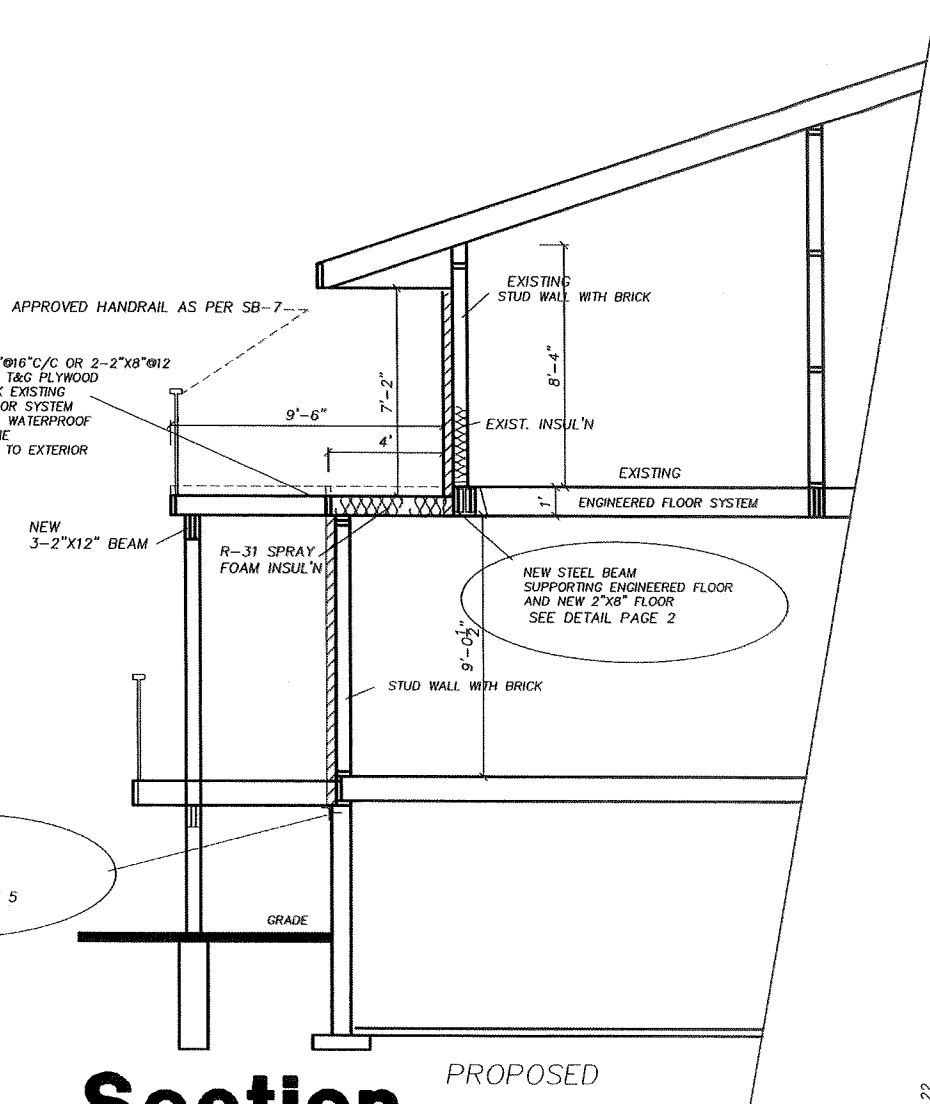 EXISTING
STUD WALL WITH BRICK
APPROVED HANDRAIL AS PER SB-7
"@16"C/C OR 2-2"X8"@12
T&G PLYWOOD
EXISTING
OR SYSTEM
WATERPROOF
TO EXTERIOR
9'-6"
7'-2"
8'-4"
4'
EXIST. INSUL'N
EXISTING
ENGINEERED FLOOR SYSTEM
1'
NEW
3-2"X12" BEAM
R-31 SPRAY
FOAM INSUL'N
NEW STEEL BEAM
SUPPORTING ENGINEERED FLOOR
AND NEW 2"X8" FLOOR
SEE DETAIL PAGE 2
9'-0 1/2"
STUD WALL WITH BRICK
5
GRADE
PROPOSED
Section
22